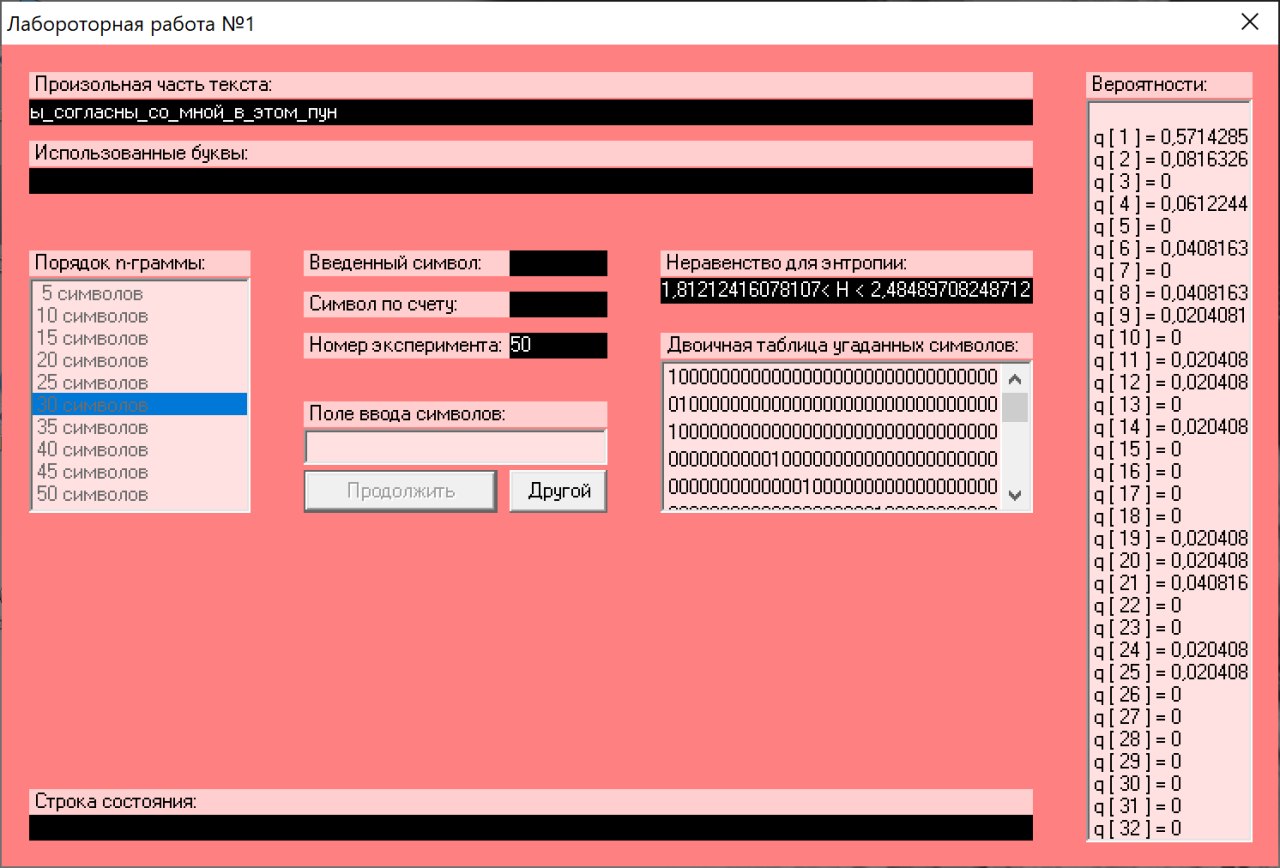 Лабороторная работа №1
Произольная часть текста:
ы_согласны_со_мной_в_этом_пун
Использованные буквы:
Порядок n-граммы:
5 символов
10 символов
15 символов
20 символов
25 символов
30 символов
35 символов
40 символов
45 символов
50 символов
Введенный символ:
Символ по счету:
Номер эксперимента: 50
Поле ввода символов:
Продолжить
Другой
Неравенство для энтропии:
1,81212416078107< H < 2,48489708248712
Двоичная таблица угаданных символов:
10000000000000000000000000000000
01000000000000000000000000000000
10000000000000000000000000000000
00000000001000000000000000000000
00000000000001000000000000000000
Вероятности:
q [ 1 ] = 0,5714285
q [ 2 ] = 0,0816326
q [ 3 ] = 0
q [ 4 ] = 0,0612244
q [ 5 ] = 0
q [ 6 ] = 0,0408163
q [ 7 ] = 0
q [ 8 ] = 0,0408163
q [ 9 ] = 0,0204081
q [ 10 ] = 0
q [ 11 ] = 0,020408
q [ 12 ] = 0,020408
q [ 13 ] = 0
q [ 14 ] = 0,020408
q [ 15 ] = 0
q [ 16 ] = 0
q [ 17 ] = 0
q [ 18 ] = 0
q [ 19 ] = 0,020408
q [ 20 ] = 0,020408
q [ 21 ] = 0,040816
q [ 22 ] = 0
q [ 23 ] = 0
q [ 24 ] = 0,020408
q [ 25 ] = 0,020408
q [ 26 ] = 0
q [ 27 ] = 0
q [ 28 ] = 0
q [ 29 ] = 0
q [ 30 ] = 0
q [ 31 ] = 0
q [ 32 ] = 0
Строка состояния: